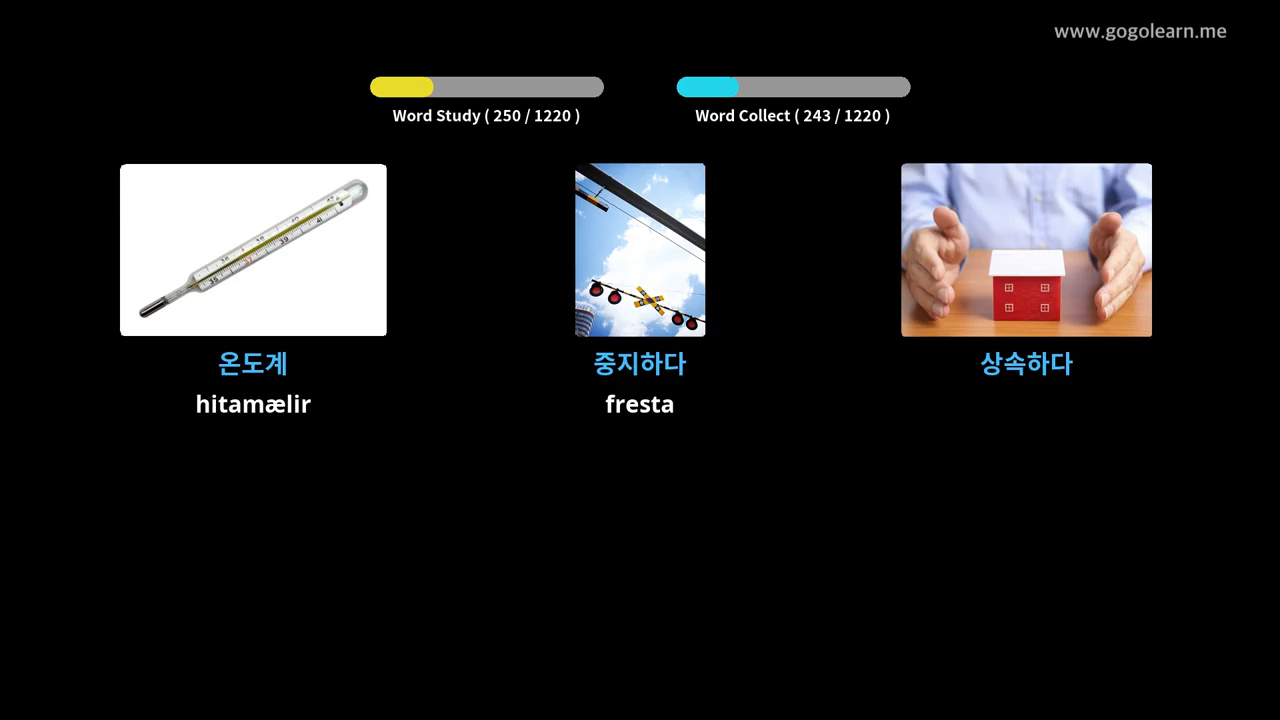 www.gogolearn.me
Word Study ( 250 / 1220 )
Word Collect ( 243 / 1220 )
온도계
중지하다
상속하다
hitamælir
fresta